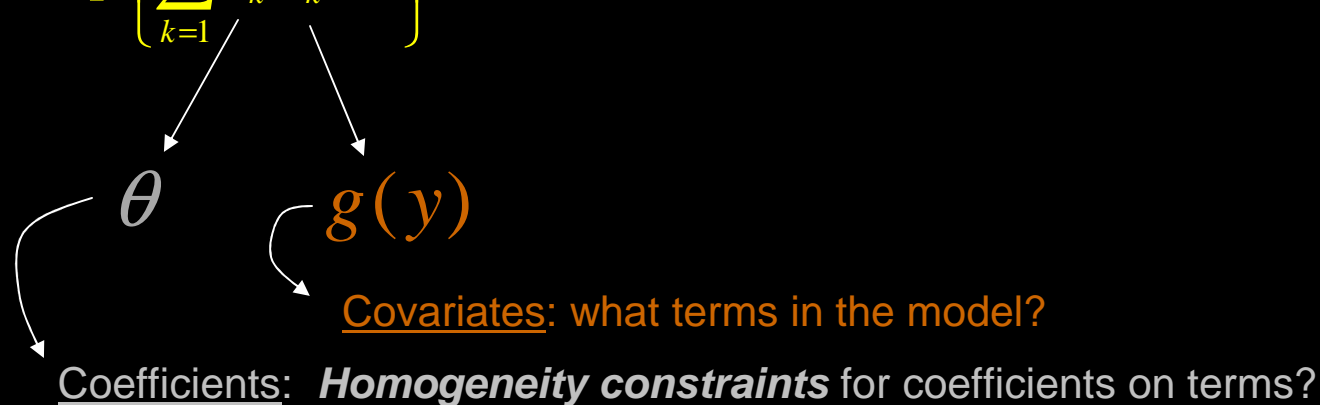 k=1
θ g(y)
Covariates: what terms in the model?
Coefficients: Homogeneity constraints for coefficients on terms?